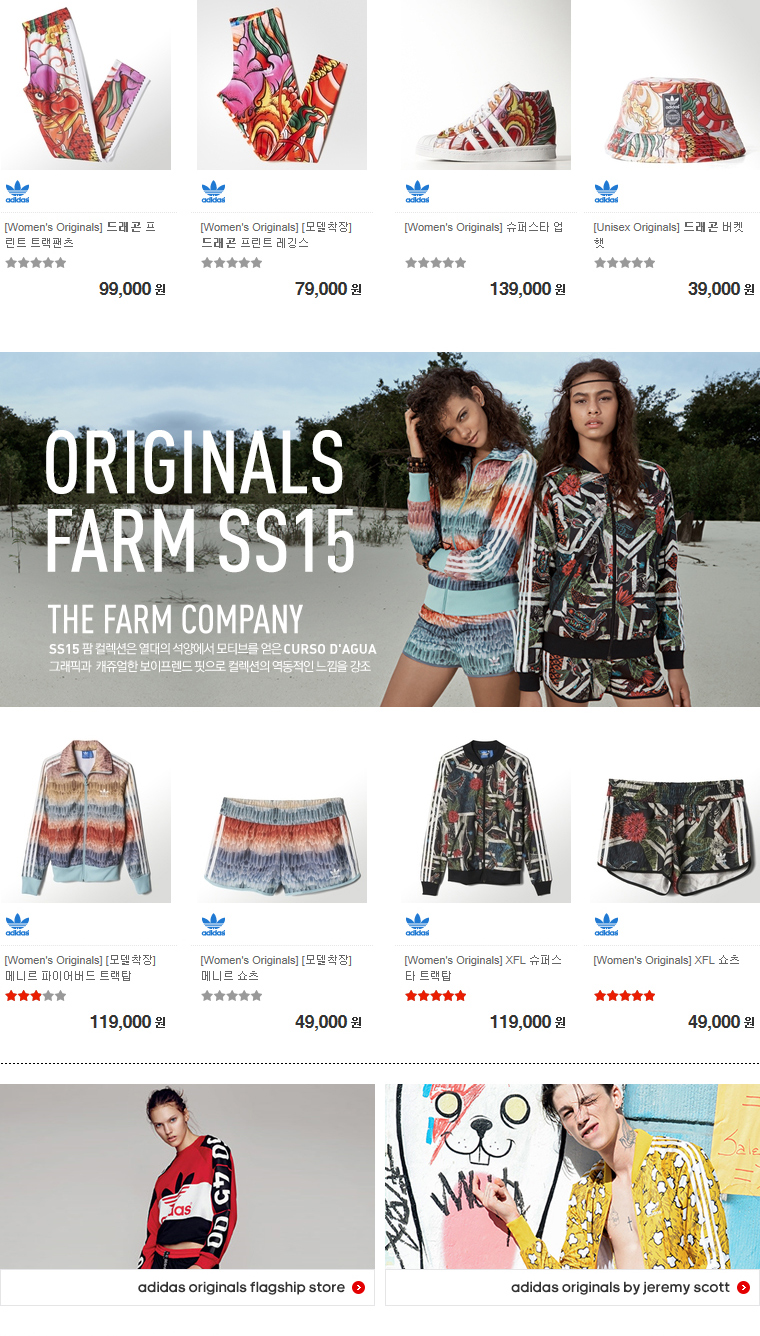 adidas
adidas
adidas
adidas
[Women's Originals] 드래곤 프
린트 트랙팬츠
[Women's Originals] [모델착장]
드래곤 프린트 레깅스
[Women's Originals] 슈퍼스타 업
[Unisex Originals] 드래곤 버켓
햇
99,000 원
79,000 원
139,000 원
39,000 원
ORIGINALS
FARM SS15
THE FARM COMPANY
SS15 팜 컬렉션은 열대의 석양에서 모티브를 얻은 CURSO D'AGUA
그래픽과 캐쥬얼한 보이프렌드 핏으로 컬렉션의 역동적인 느낌을 강조
adidas
adidas
adidas
adidas
[Women's Originals] [모델착장]
메니르 파이어버드 트랙탑
[Women's Originals] [모델착장]
메니르 쇼츠
[Women's Originals] XFL 슈퍼스
타 트랙탑
[Women's Originals] XFL 쇼츠
119,000 원
49,000 원
119,000 원
49,000 원
Sale
adidas originals flagship store
adidas originals by jeremy scott